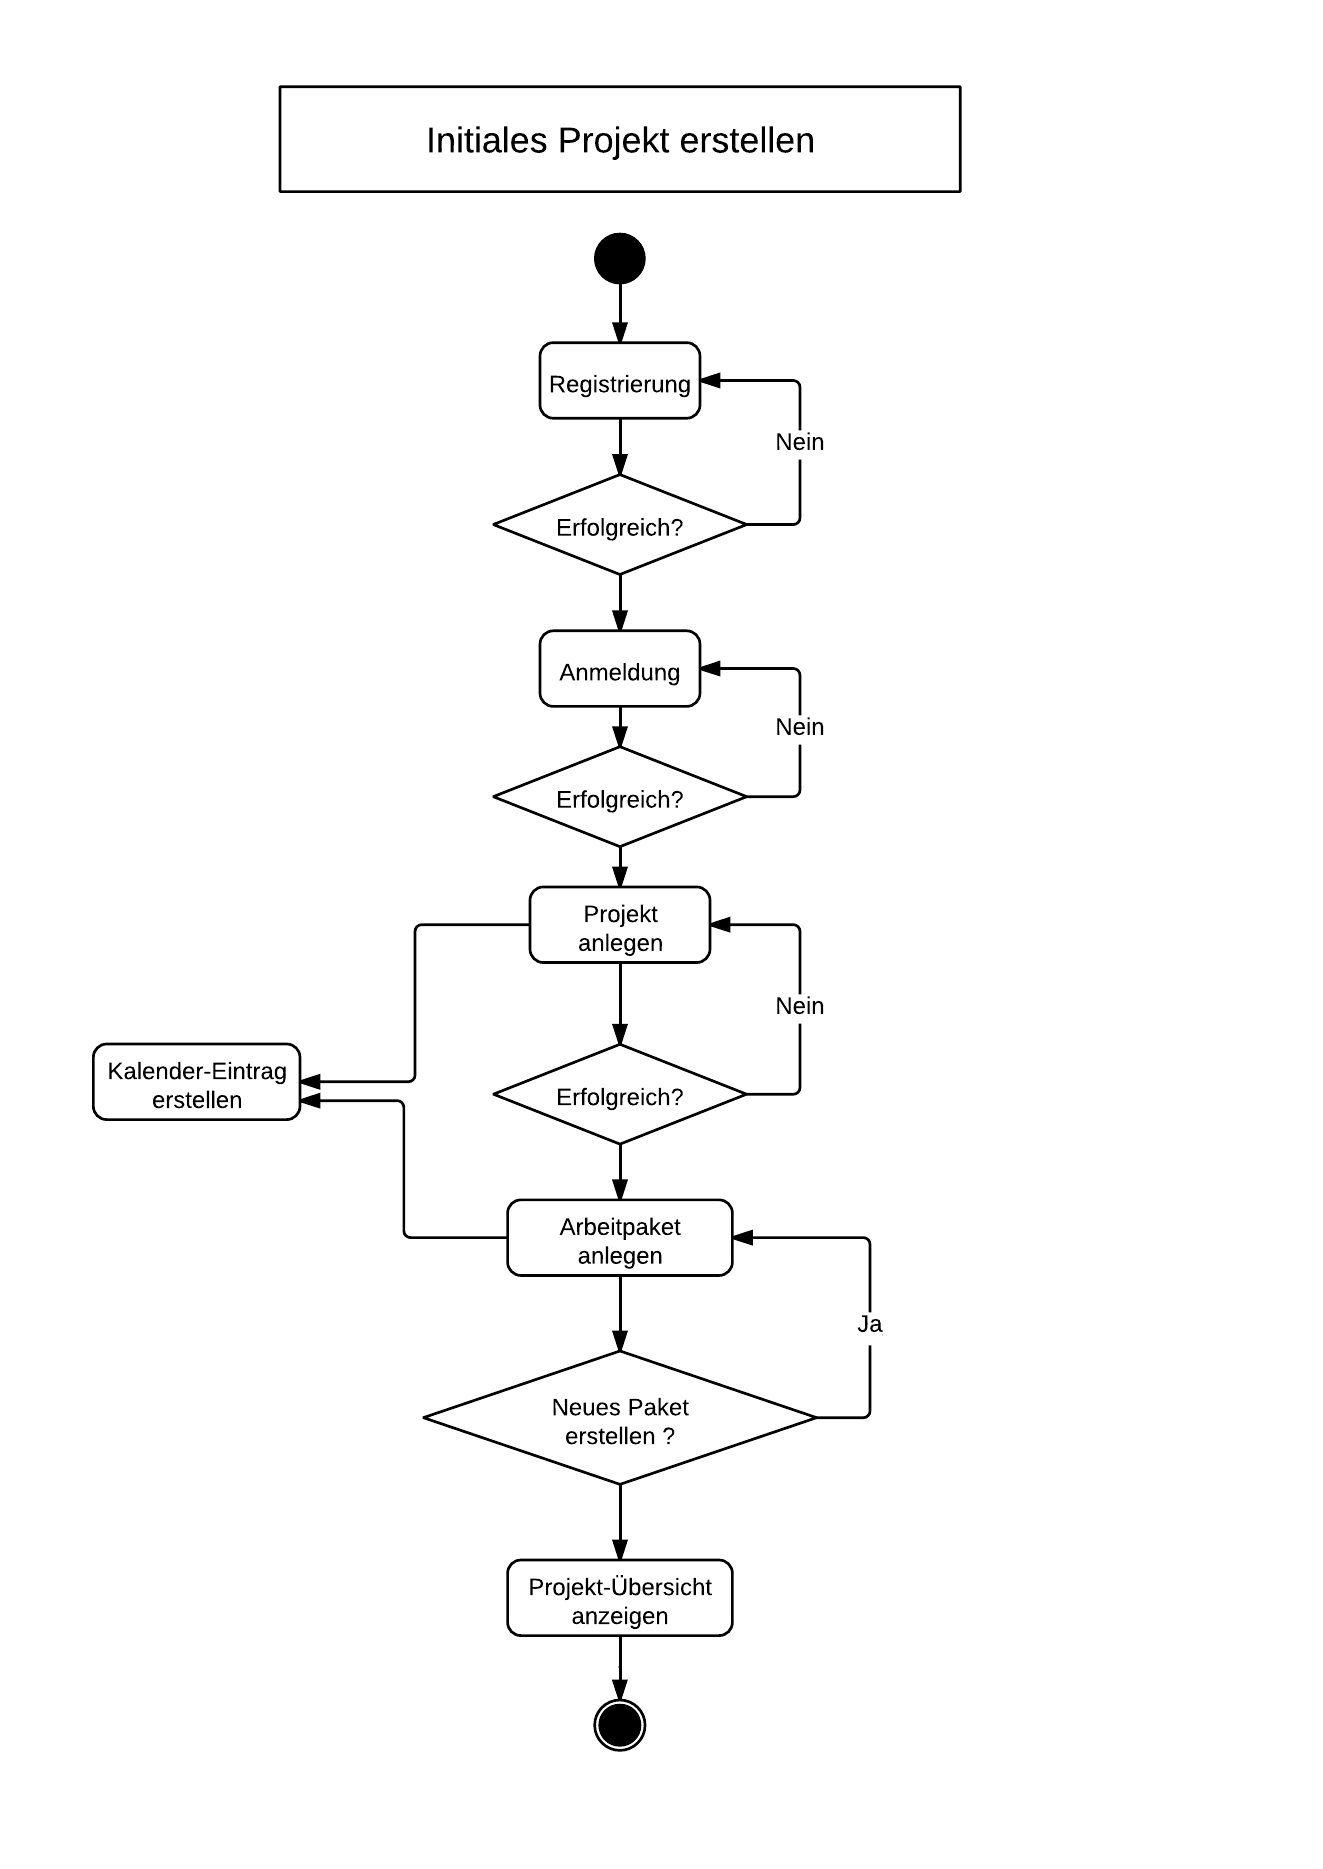 Initiales Projekt erstellen
Registrierung
Nein
Erfolgreich?
Anmeldung
Nein
Erfolgreich?
Projekt
anlegen
Nein
Kalender-Eintrag
erstellen
Erfolgreich?
Arbeitpaket
anlegen
Ja
Neues Paket
erstellen ?
Projekt-Übersicht
anzeigen